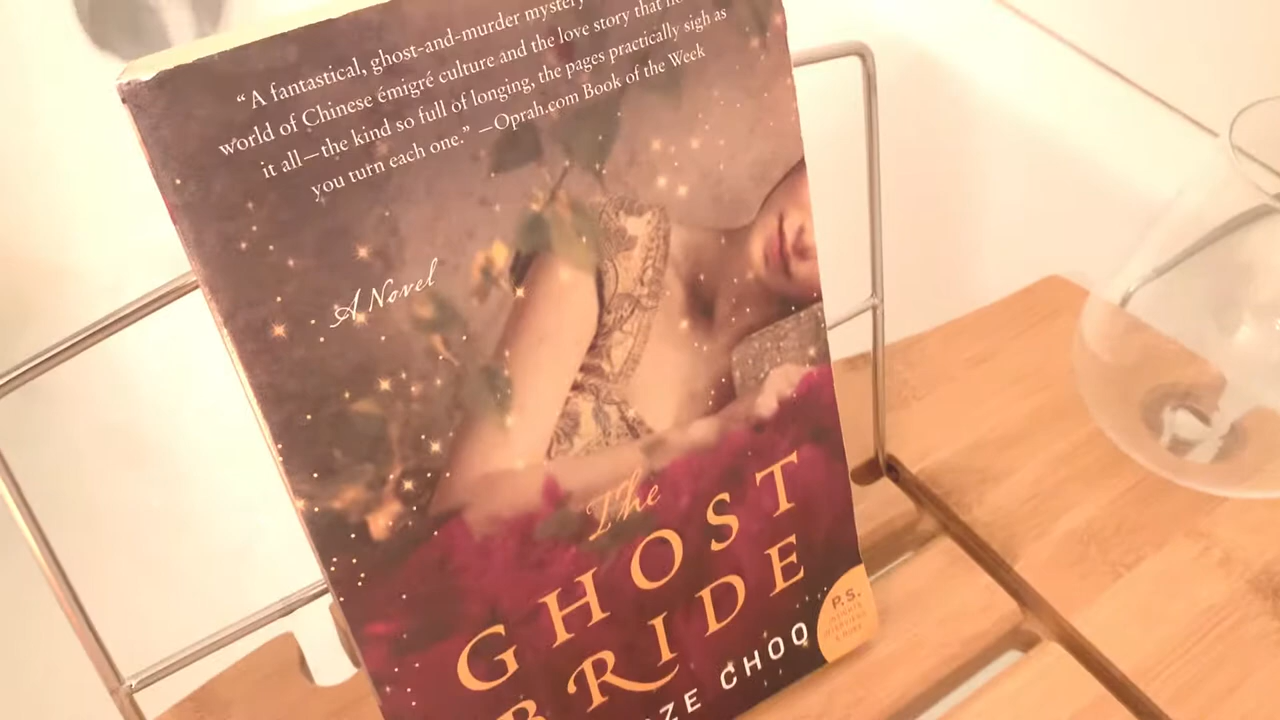 “A fantastical, ghost-and-murder mystery
world of Chinese émigré culture and the love story that
it all—the kind so full of longing, the pages practically sigh as
you turn each one.” —Oprah.com Book of the Week
A Novel
The
GHOST
BRIDE
ZE CHOO
P.S.